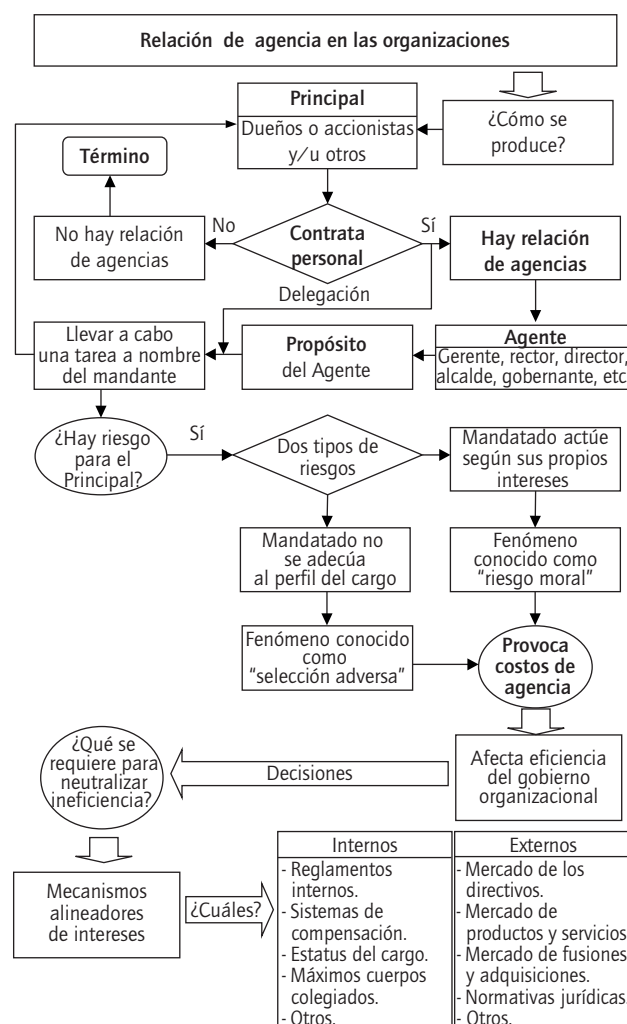 Relación de agencia en las organizaciones
Principal
Dueños o accionistas
y/u otros
¿Cómo se
produce?
Término
No hay relación
de agencias
No
Contrata
personal
Sí
Hay relación
de agencias
Delegación
Llevar a cabo
una tarea a nombre
del mandante
Propósito
del Agente
Agente
Gerente, rector, director,
alcalde, gobernante, etc
¿Hay riesgo
para el
Principal?
Sí
Dos tipos de
riesgos
Mandatado actúe
según sus propios
intereses
Mandatado no
se adecúa
al perfil del cargo
Fenómeno
conocido como
“riesgo moral”
Fenómeno conocido
como
“selección adversa”
Provoca
costos de
agencia
¿Qué se
requiere para
neutralizar
ineficiencia?
Decisiones
Afecta eficiencia
del gobierno
organizacional
Mecanismos
alineadores
de intereses
¿Cuáles?
Internos
- Reglamentos
internos.
- Sistemas de
compensación.
- Estatus del cargo.
- Máximos cuerpos
colegiados.
- Otros.
Externos
- Mercado de los
directivos.
- Mercado de
productos y servicios
- Mercado de fusiones
y adquisiciones.
- Normativas jurídicas.
- Otros.